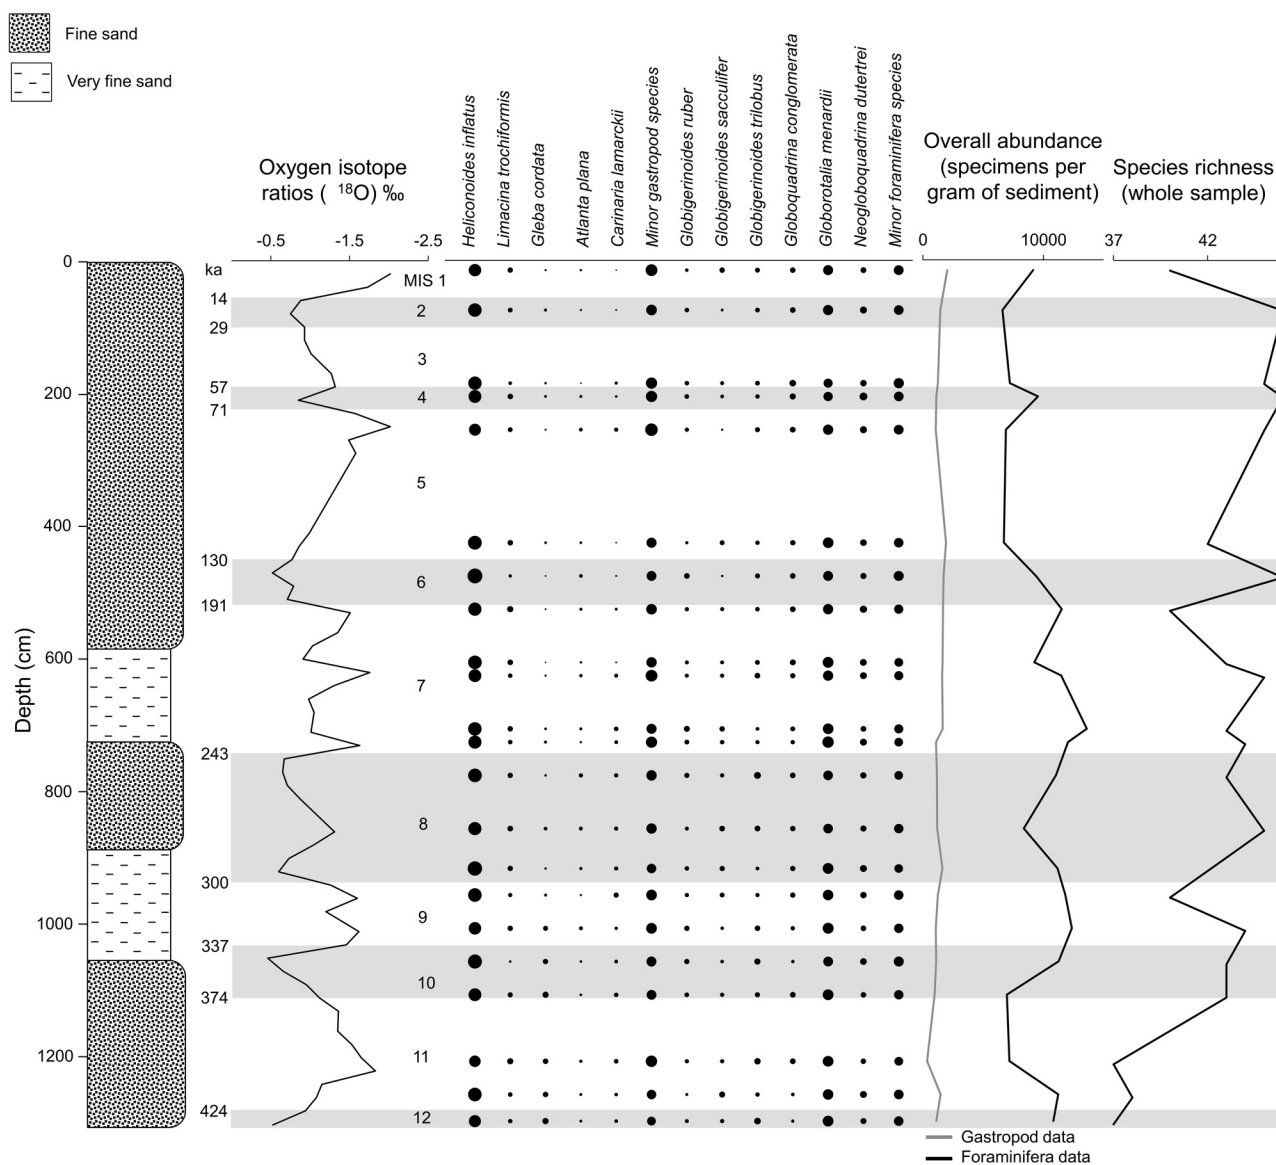 Fine sand
Very fine sand
Oxygen isotope
ratios ( 18O) ‰
Heliconoides inflatus
Limacina trochiformis
Gleba cordata
Atlanta plana
Carinaria lamarckii
Minor gastropod species
Globigerinoides ruber
Globigerinoides sacculifer
Globigerinoides trilobus
Globoquadrina conglomerata
Globorotalia menardii
Neogloboquadrina dutertrei
Minor foraminifera species
Overall abundance
(specimens per
gram of sediment)
Species richness
(whole sample)
-0.5 -1.5 -2.5
0 10000
37 42
Depth (cm)
0
200
400
600
800
1000
1200
ka
14
29
57
71
130
191
243
300
337
374
424
MIS 1
2
3
4
5
6
7
8
9
10
11
12
Gastropod data
Foraminifera data